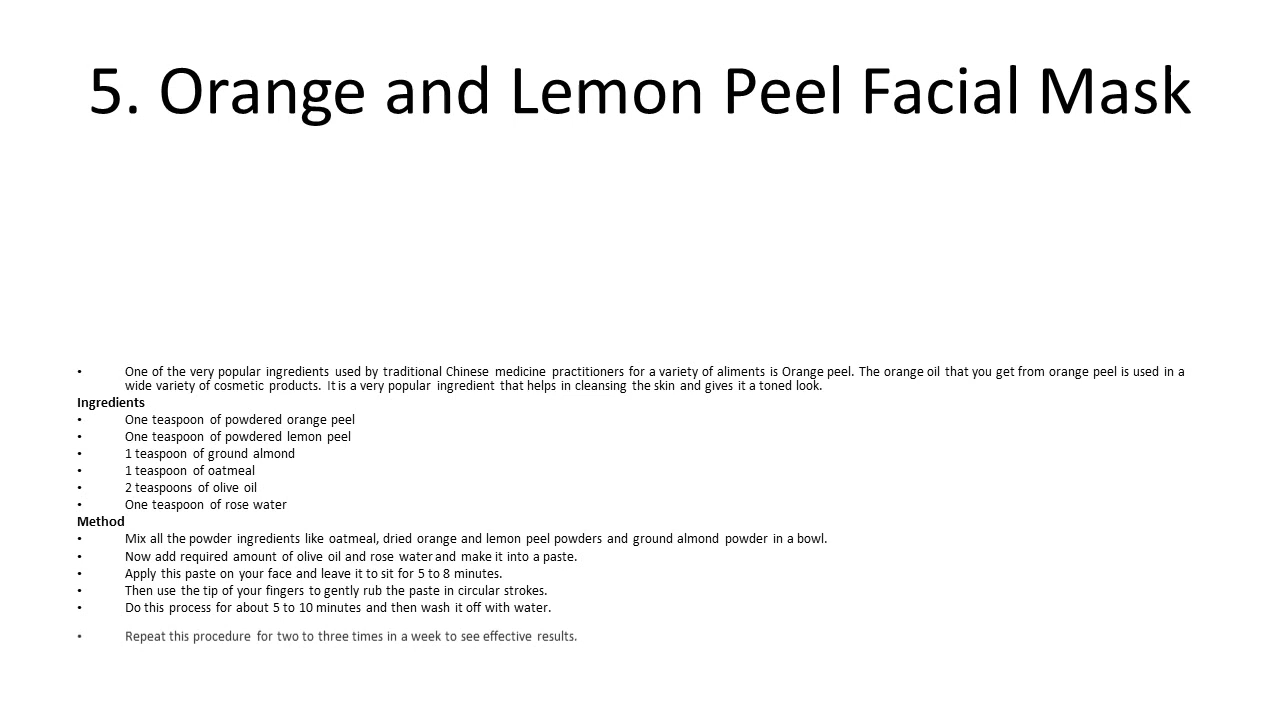 5. Orange and Lemon Peel Facial Mask
• One of the very popular ingredients used by traditional Chinese medicine practitioners for a variety of aliments is Orange peel. The orange oil that you get from orange peel is used in a
wide variety of cosmetic products. It is a very popular ingredient that helps in cleansing the skin and gives it a toned look.
Ingredients
• One teaspoon of powdered orange peel
• One teaspoon of powdered lemon peel
• 1 teaspoon of ground almond
• 1 teaspoon of oatmeal
• 2 teaspoons of olive oil
• One teaspoon of rose water
Method
• Mix all the powder ingredients like oatmeal, dried orange and lemon peel powders and ground almond powder in a bowl.
• Now add required amount of olive oil and rose water and make it into a paste.
• Apply this paste on your face and leave it to sit for 5 to 8 minutes.
• Then use the tip of your fingers to gently rub the paste in circular strokes.
• Do this process for about 5 to 10 minutes and then wash it off with water.
• Repeat this procedure for two to three times in a week to see effective results.